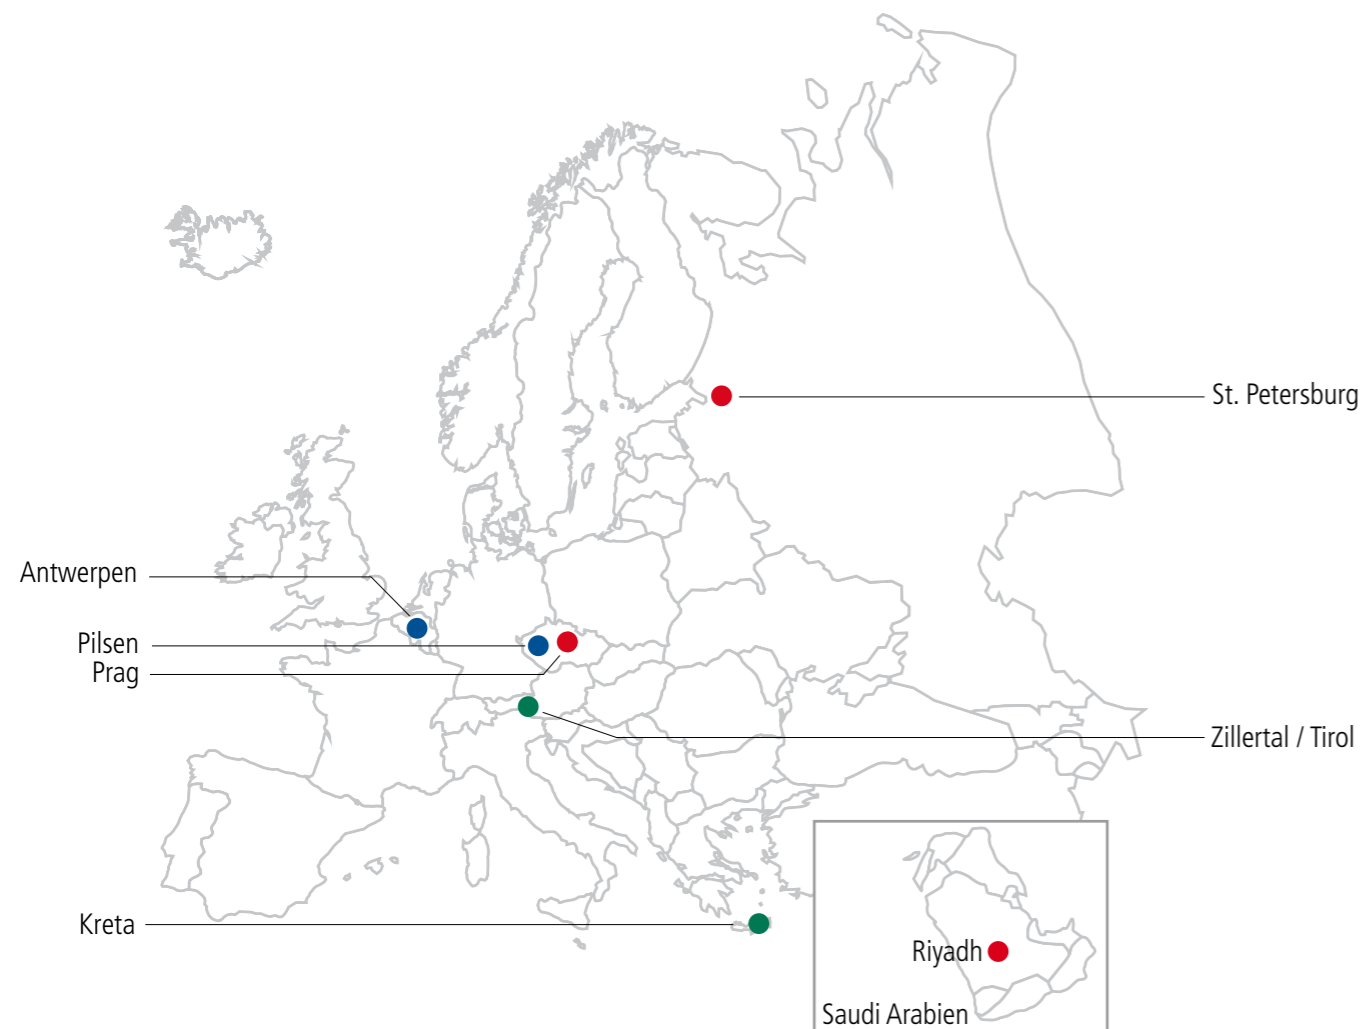 St. Petersburg
Antwerpen
Pilsen
Prag
Zillertal / Tirol
Kreta
Riyadh
Saudi Arabien